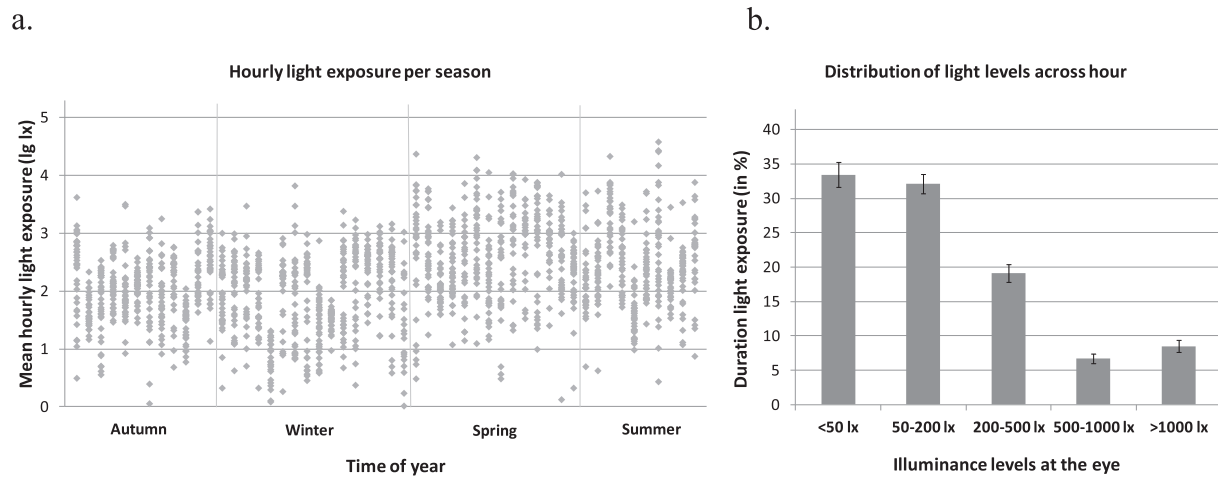 a.
Hourly light exposure per season
Mean hourly light exposure (lg lx)
5
4
3
2
1
0
Autumn Winter Spring Summer
Time of year
b.
Distribution of light levels across hour
Duration light exposure (in %)
40
35
30
25
20
15
10
5
0
<50 lx 50-200 lx 200-500 lx 500-1000 lx >1000 lx
Illuminance levels at the eye